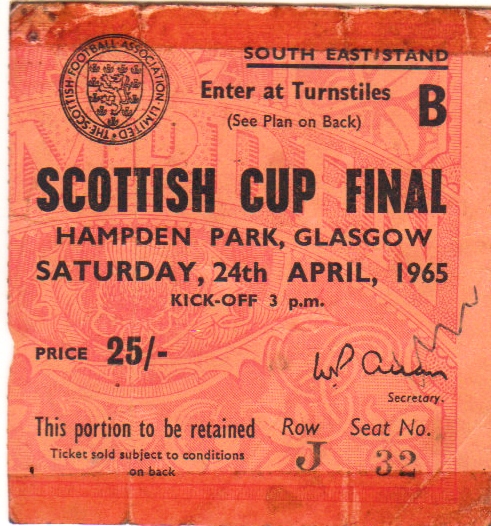 SOUTH EAST STAND
THE SCOTTISH FOOTBALL ASSOCIATION LIMITED
Enter at Turnstiles B
(See Plan on Back)
HAMPDEN
SCOTTISH CUP FINAL
HAMPDEN PARK, GLASGOW
SATURDAY, 24th APRIL, 1965
KICK-OFF 3 p.m.
PRICE 25/-
Secretary.
This portion to be retained Row Seat No.
Ticket sold subject to conditions J 32
on back